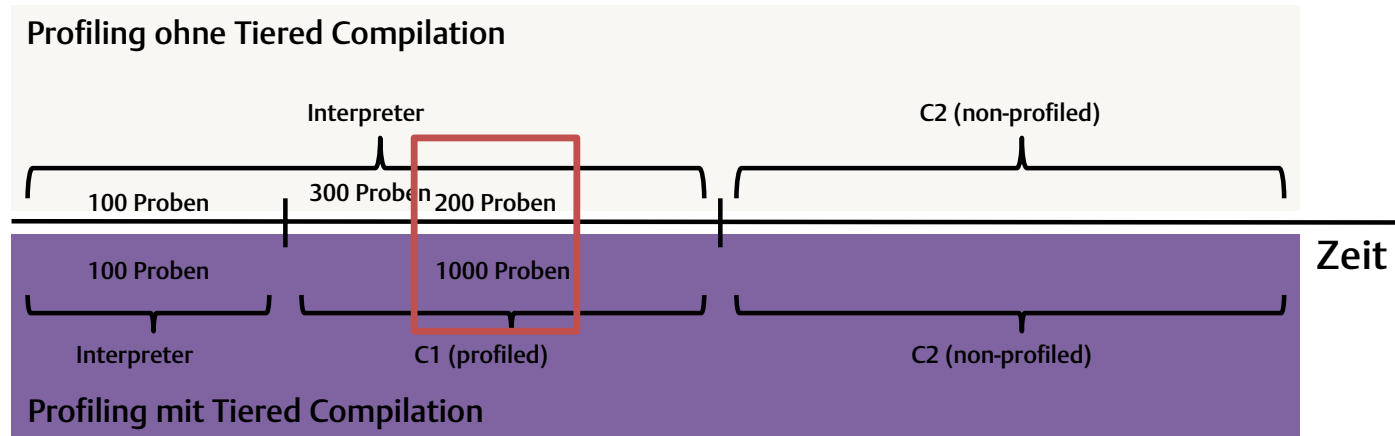 Profiling ohne Tiered Compilation
Interpreter
C2 (non-profiled)
300 Proben
100 Proben
200 Proben
Zeit
100 Proben
1000 Proben
Interpreter
C1 (profiled)
C2 (non-profiled)
Profiling mit Tiered Compilation